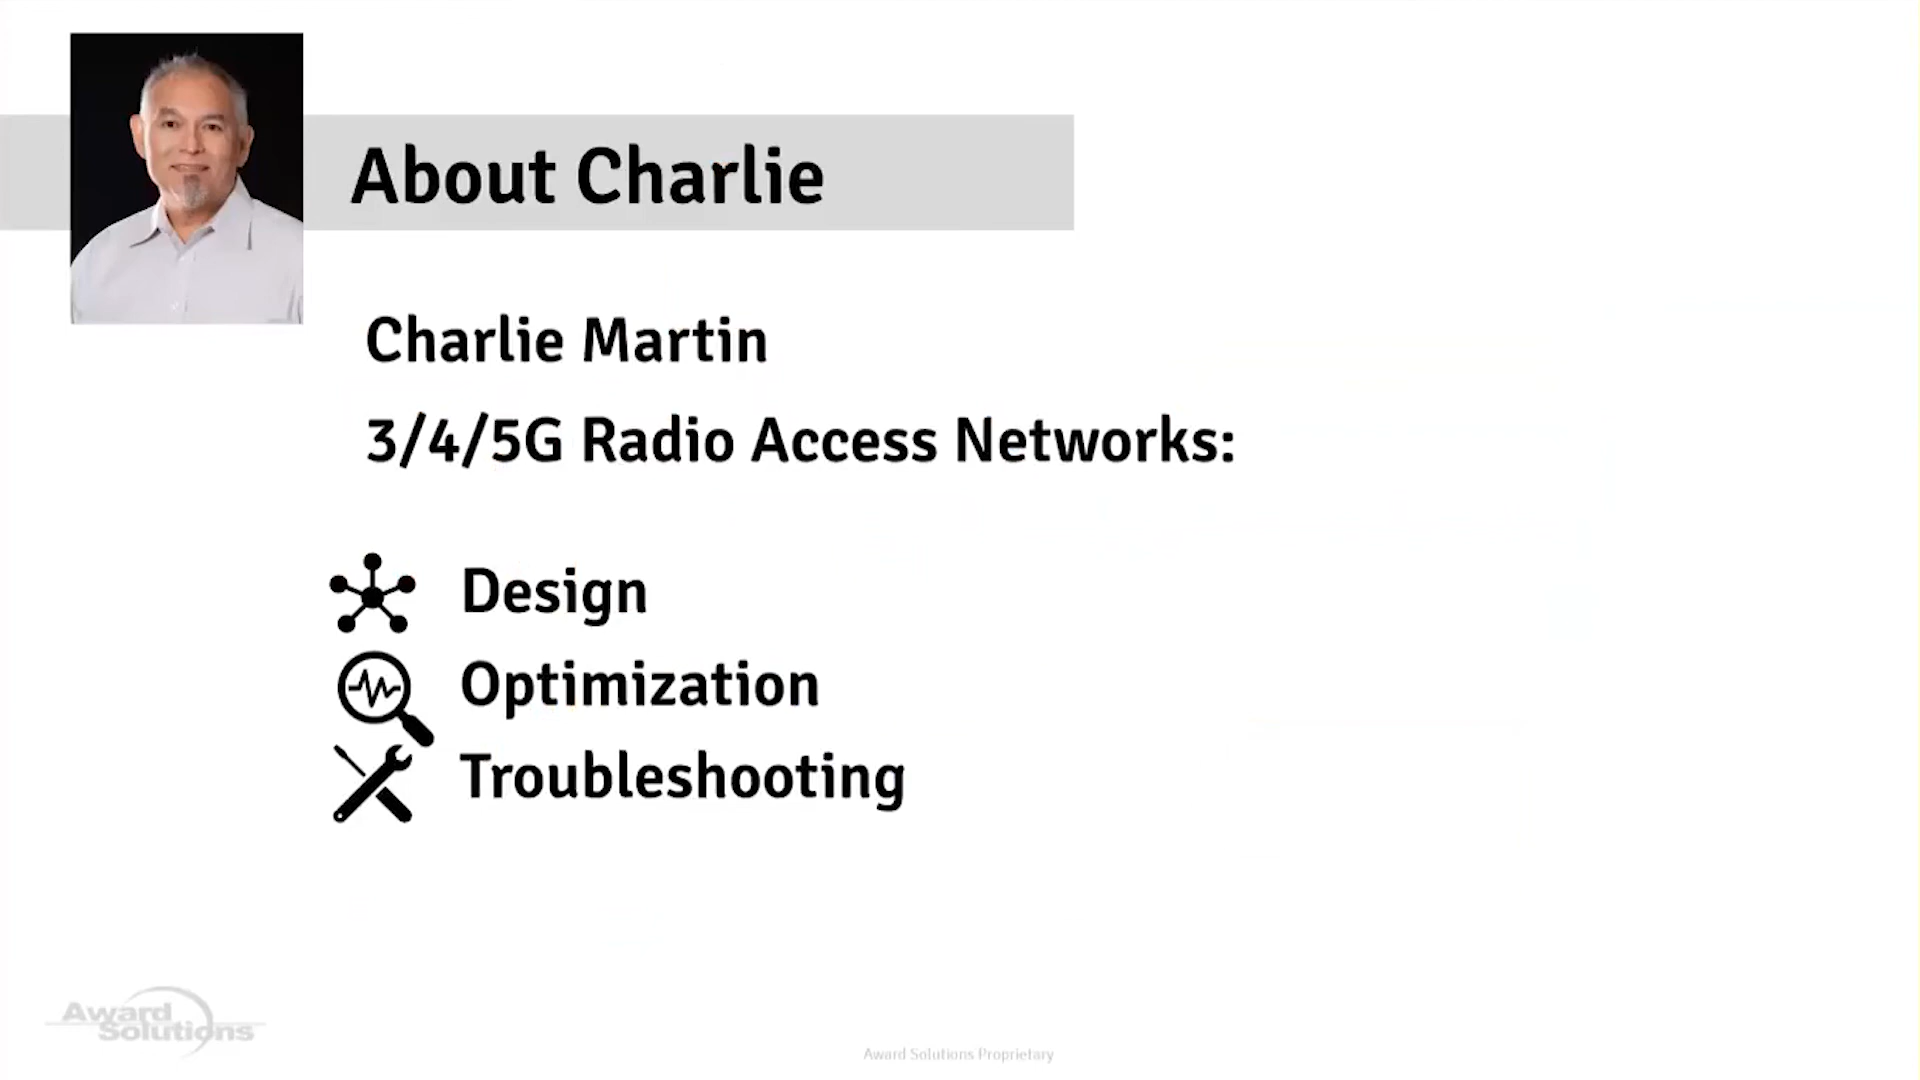 About Charlie
Charlie Martin
3/4/5G Radio Access Networks:
Design
Optimization
Troubleshooting
Award
Solutions
Award Solutions Proprietary